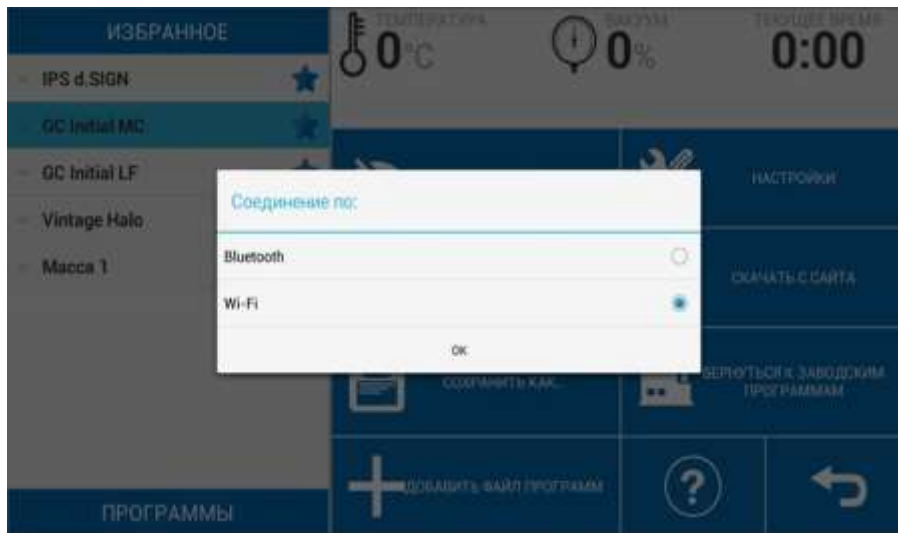 ИЗБРАННОЕ
IPS d.SIGN
GC Initial MC
GC Initial LF
Vintage Halo
Масса 1
ПРОГРАММЫ
ТЕМПЕРАТУРА
0°C
ВАКУУМ
0%
ТЕКУЩЕЕ ВРЕМЯ
0:00
Соединение по:
Bluetooth
Wi-Fi
ОК
НАСТРОЙКИ
СКАЧАТЬ С САЙТА
СОХРАНИТЬ КАК...
ВЕРНУТЬСЯ К ЗАВОДСКИМ
ПРОГРАММАМ
ДОБАВИТЬ ФАЙЛ ПРОГРАММ
?